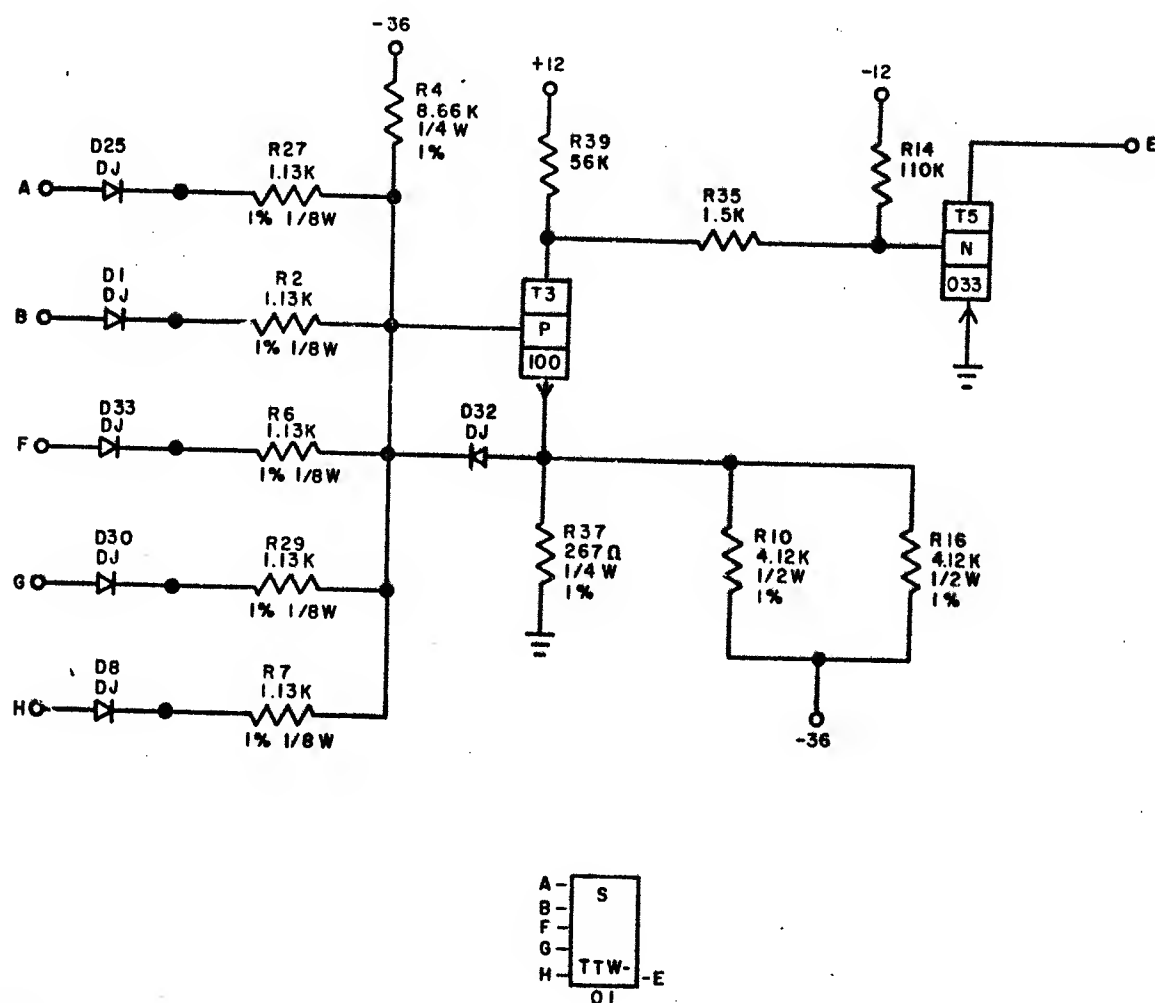 -36
R4
8.66K
1/4 W
1%
+12
R39
56K
-12
R14
110K
E
D25
DJ
A
R27
1.13K
1% 1/8W
R35
1.5K
T5
N
033
D1
DJ
B
R2
1.13K
1% 1/8W
T3
P
100
D33
DJ
F
R6
1.13K
1% 1/8W
D32
DJ
R37
267Ω
1/4 W
1%
R10
4.12K
1/2W
1%
R16
4.12K
1/2W
1%
D30
DJ
G
R29
1.13K
1% 1/8W
D8
DJ
H
R7
1.13K
1% 1/8W
-36
A
B
F
G
H
S
TTW-
E
01